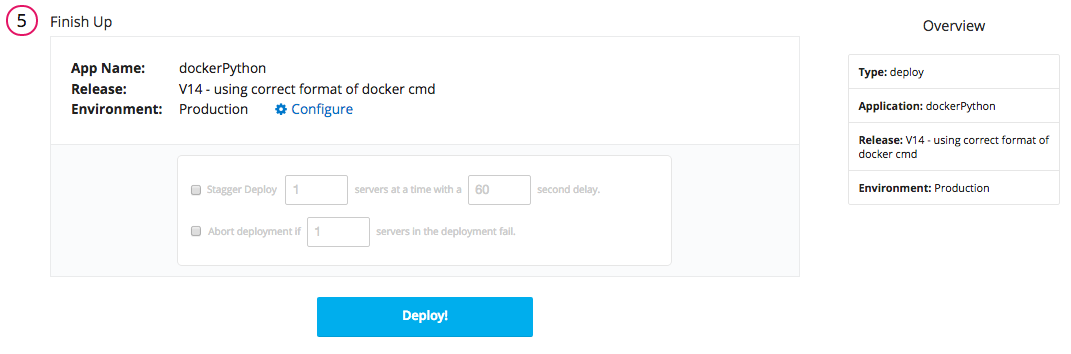 5 Finish Up
App Name: dockerPython
Release: V14 - using correct format of docker cmd
Environment: Production Configure
Stagger Deploy 1 servers at a time with a 60 second delay.
Abort deployment if 1 servers in the deployment fail.
Deploy!
Overview
Type: deploy
Application: dockerPython
Release: V14 - using correct format of
docker cmd
Environment: Production